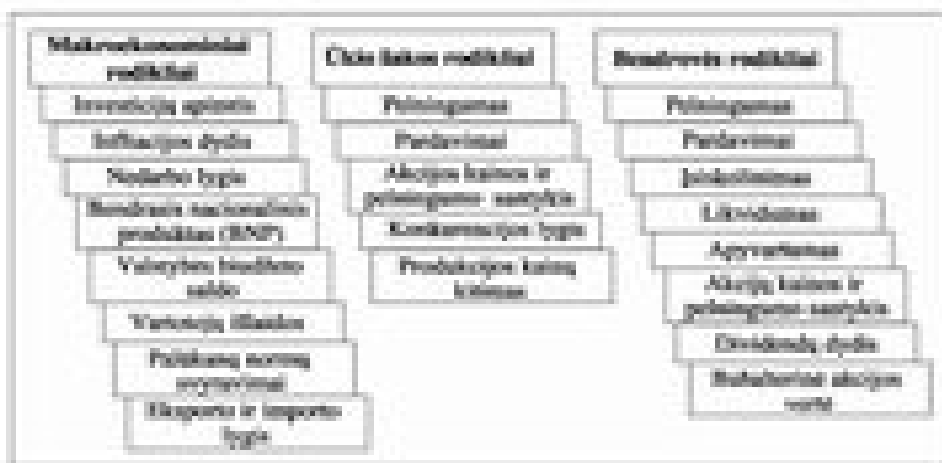 Makroekonominiai
rodikliai
Investicijų apimtis
Infliacijos dydis
Nedarbo lygis
Bendrasis nacionalinis
produktas (BNP)
Valstybės biudžeto
saldo
Vartotojų išlaidos
Palūkanų normų
svyravimai
Eksporto ir importo
lygis
Ūkio šakos rodikliai
Pelningumas
Pardavimai
Akcijos kainos ir
pelningumo santykis
Konkurencijos lygis
Produkcijos kainų
kitimas
Bendrovės rodikliai
Pelningumas
Pardavimai
Įsiskolinimas
Likvidumas
Apyvartumas
Akcijų kainos ir
pelningumo santykis
Dividendų dydis
Buhalterinė akcijos
vertė